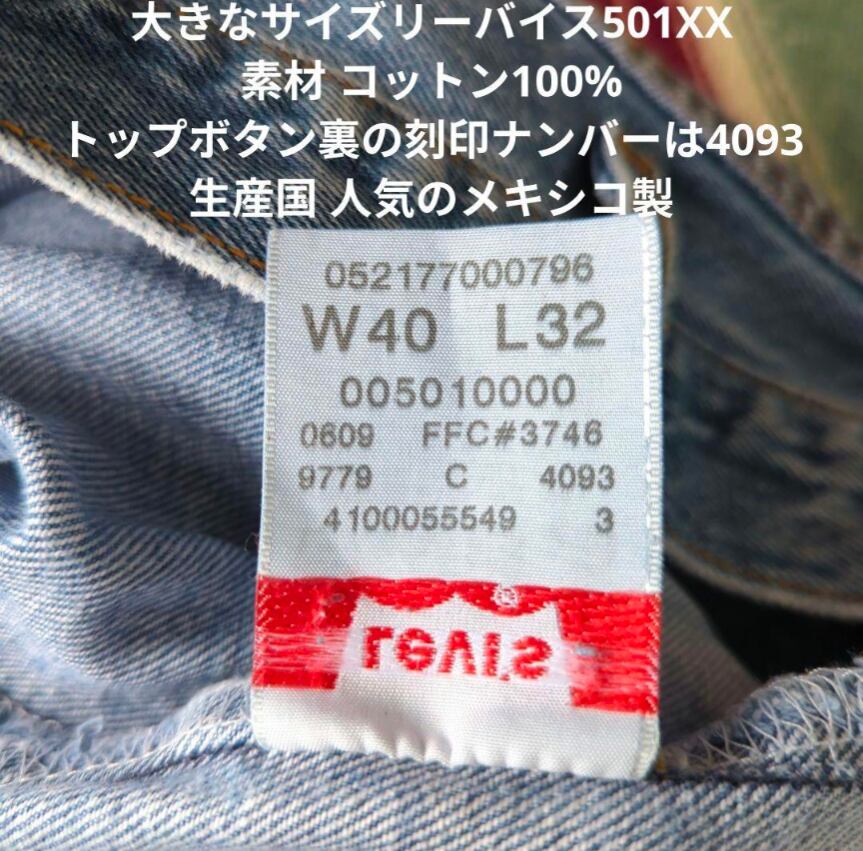 大きなサイズリーバイス501XX
素材 コットン100%
トップボタン裏の刻印ナンバーは4093
生産国 人気のメキシコ製
052177000796
W40 L32
005010000
0609 FFC#3746
9779 C 4093
4100055549 3
®
Levi's